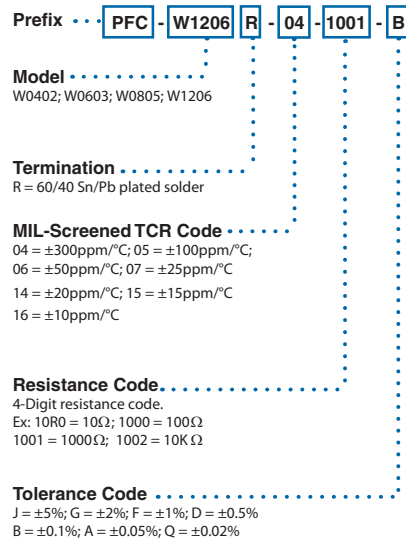 Prefix PFC - W1206 R - 04 - 1001 - B
Model
W0402; W0603; W0805; W1206
Termination
R = 60/40 Sn/Pb plated solder
MIL-Screened TCR Code
04 = ±300ppm/°C; 05 = ±100ppm/°C;
06 = ±50ppm/°C; 07 = ±25ppm/°C
14 = ±20ppm/°C; 15 = ±15ppm/°C
16 = ±10ppm/°C
Resistance Code
4-Digit resistance code.
Ex: 10R0 = 10Ω; 1000 = 100Ω
1001 = 1000Ω; 1002 = 10K Ω
Tolerance Code
J = ±5%; G = ±2%; F = ±1%; D = ±0.5%
B = ±0.1%; A = ±0.05%; Q = ±0.02%